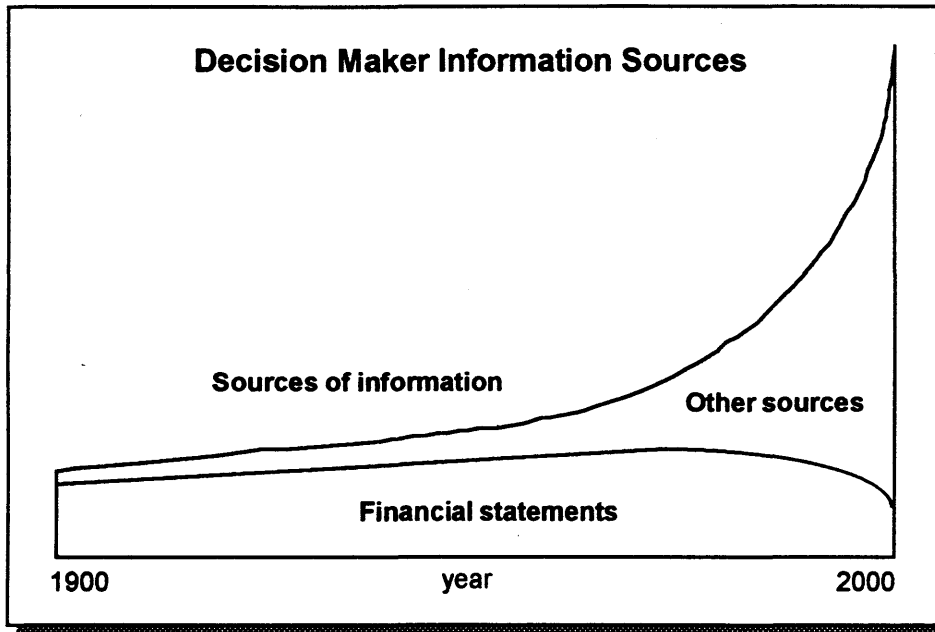 Decision Maker Information Sources
Sources of information
Other sources
Financial statements
1900 year 2000